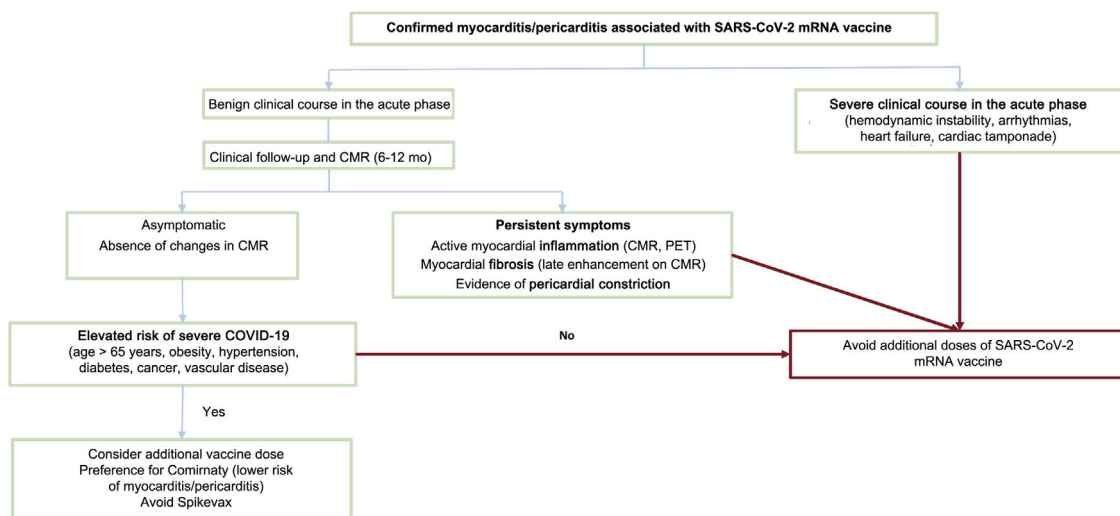 Confirmed myocarditis/pericarditis associated with SARS-CoV-2 mRNA vaccine
Benign clinical course in the acute phase
Severe clinical course in the acute phase
(hemodynamic instability, arrhythmias,
heart failure, cardiac tamponade)
Clinical follow-up and CMR (6-12 mo)
Asymptomatic
Absence of changes in CMR
Persistent symptoms
Active myocardial inflammation (CMR, PET)
Myocardial fibrosis (late enhancement on CMR)
Evidence of pericardial constriction
Elevated risk of severe COVID-19
(age > 65 years, obesity, hypertension,
diabetes, cancer, vascular disease)
No
Avoid additional doses of SARS-CoV-2
mRNA vaccine
Yes
Consider additional vaccine dose
Preference for Comirnaty (lower risk
of myocarditis/pericarditis)
Avoid Spikevax